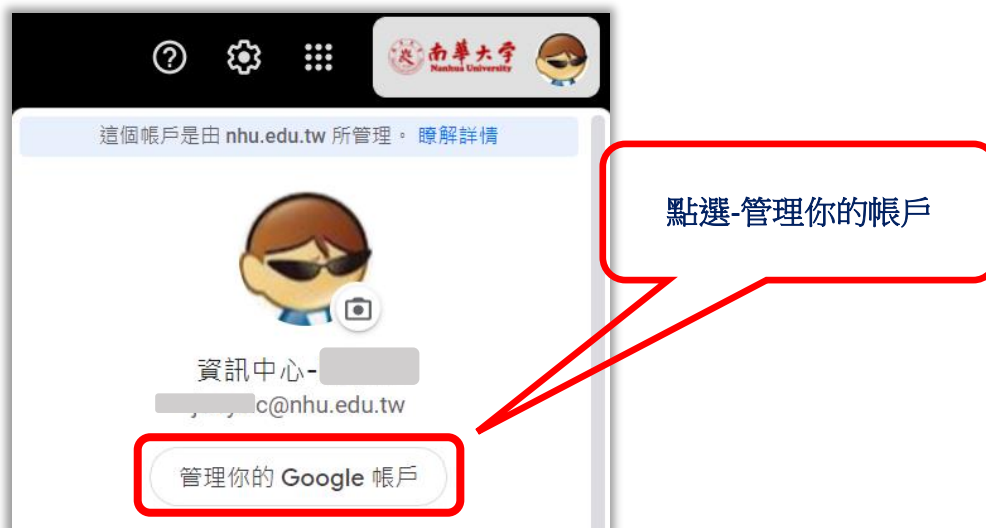 南華大學
Nanhua University
這個帳戶是由 nhu.edu.tw 所管理。 瞭解詳情
點選-管理你的帳戶
資訊中心-
c@nhu.edu.tw
管理你的 Google 帳戶